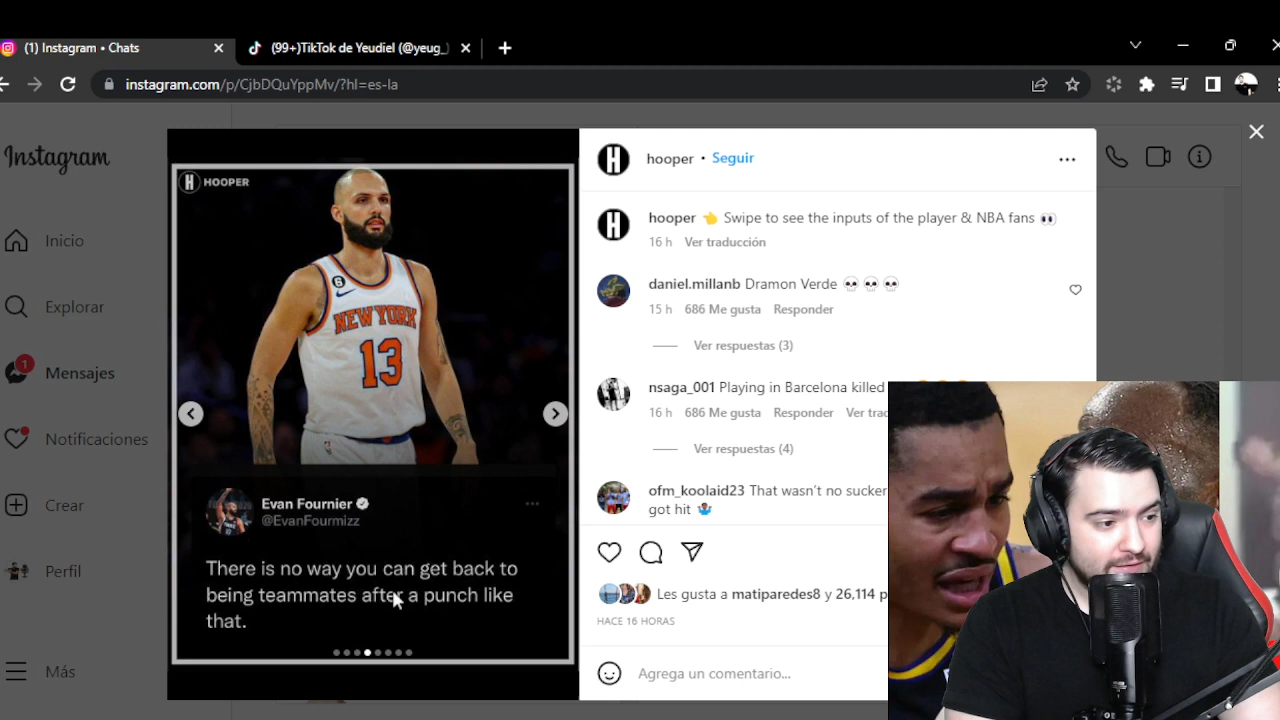 (1) Instagram • Chats
(99+)TikTok de Yeudiel (@yeug_
instagram.com/p/CjbDQuYppMv/?hl=es-la
Instagram
Inicio
Explorar
1
Mensajes
Notificaciones
Crear
Perfil
Más
H HOOPER
6
NEW YORK
13
Evan Fournier
@EvanFourmizz
There is no way you can get back to
being teammates after a punch like
that.
hooper • Seguir
hooper 👈 Swipe to see the inputs of the player & NBA fans 👀
16 h Ver traducción
daniel.millanb Dramon Verde 💀💀💀
15 h 686 Me gusta Responder
Ver respuestas (3)
nsaga_001 Playing in Barcelona killed
16 h 686 Me gusta Responder Ver trad
Ver respuestas (4)
ofm_koolaid23 That wasn't no sucker
got hit 🤷
Les gusta a matiparedes8 y 26,114 p
HACE 16 HORAS
Agrega un comentario...